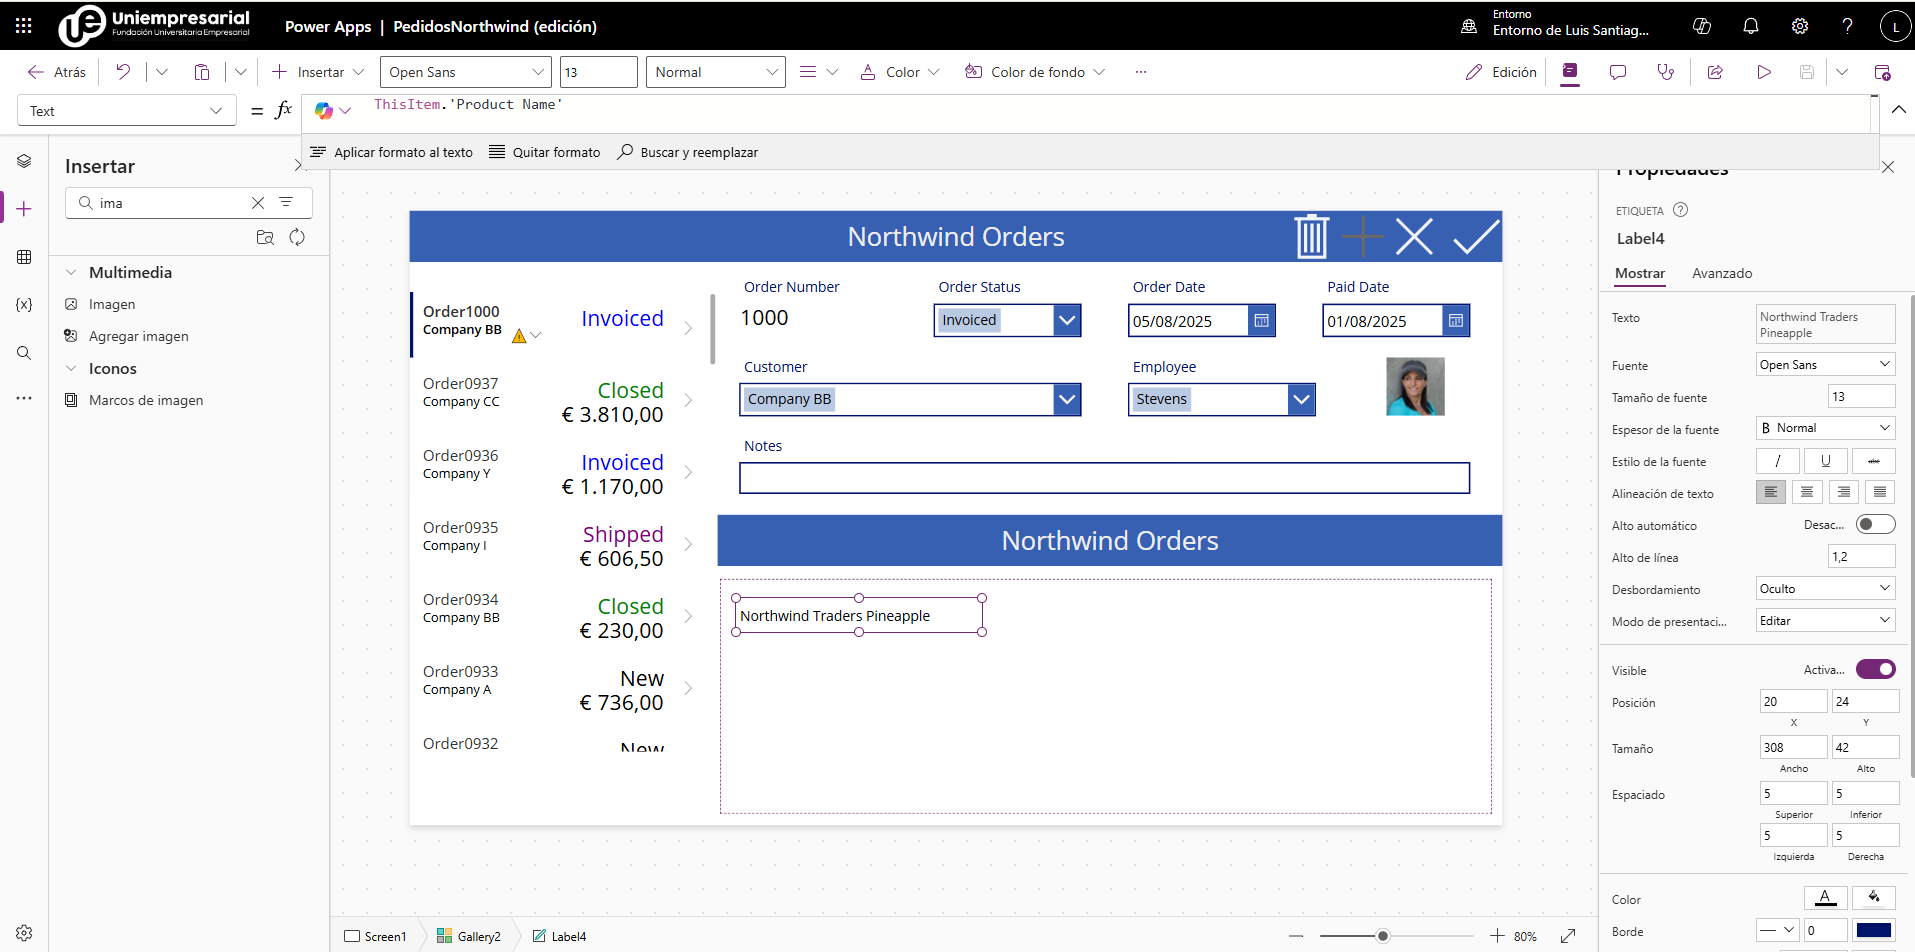 Uniempresarial
Fundación Universitaria Empresarial
Power Apps | PedidosNorthwind (edición)
Entorno
Entorno de Luis Santiag...
L
Atrás
Insertar
Open Sans
13
Normal
Color
Color de fondo
...
Edición
Text
= fx
ThisItem.'Product Name'
Aplicar formato al texto
Quitar formato
Buscar y reemplazar
Insertar
ima
Multimedia
Imagen
Agregar imagen
Iconos
Marcos de imagen
Northwind Orders
Order1000
Company BB
Invoiced
Order0937
Company CC
Closed
€ 3.810,00
Order0936
Company Y
Invoiced
€ 1.170,00
Order0935
Company I
Shipped
€ 606,50
Order0934
Company BB
Closed
€ 230,00
Order0933
Company A
New
€ 736,00
Order0932
New
Order Number
1000
Order Status
Invoiced
Order Date
05/08/2025
Paid Date
01/08/2025
Customer
Company BB
Employee
Stevens
Notes
Northwind Orders
Northwind Traders Pineapple
Screen1
Gallery2
Label4
80%
Propiedades
ETIQUETA
Label4
Mostrar
Avanzado
Texto
Northwind Traders
Pineapple
Fuente
Open Sans
Tamaño de fuente
13
Espesor de la fuente
B Normal
Estilo de la fuente
/ U abc
Alineación de texto
Alto automático
Desac...
Alto de línea
1,2
Desbordamiento
Oculto
Modo de presentaci...
Editar
Visible
Activa...
Posición
20
24
X
Y
Tamaño
308
42
Ancho
Alto
Espaciado
5
5
Superior
Inferior
5
5
Izquierda
Derecha
Color
A
Borde
0